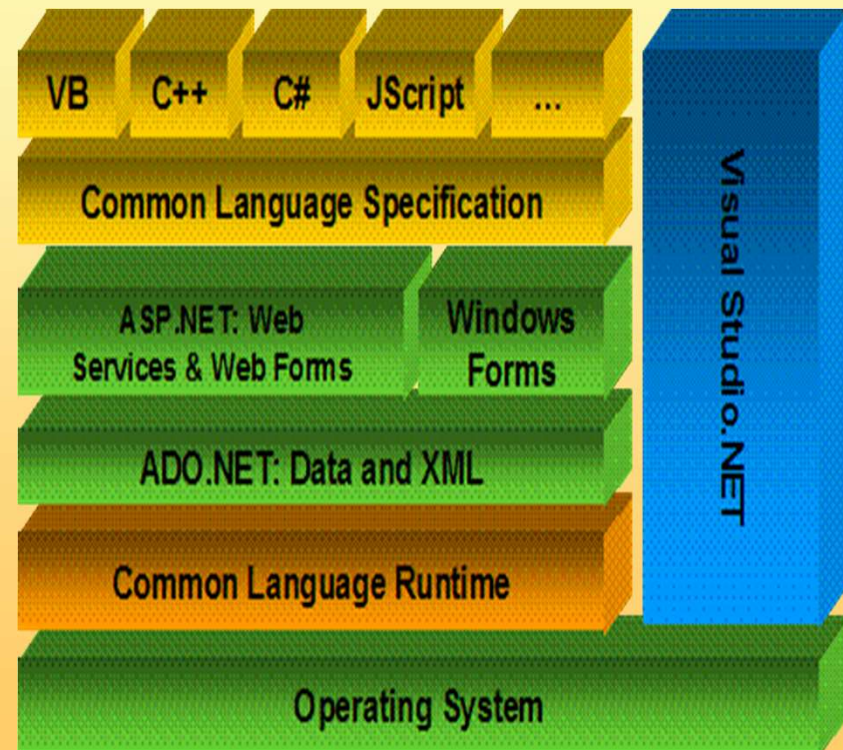 VB
C++
C#
JScript
...
Common Language Specification
ASP.NET: Web
Services & Web Forms
Windows
Forms
ADO.NET: Data and XML
Common Language Runtime
Operating System
Visual Studio.NET